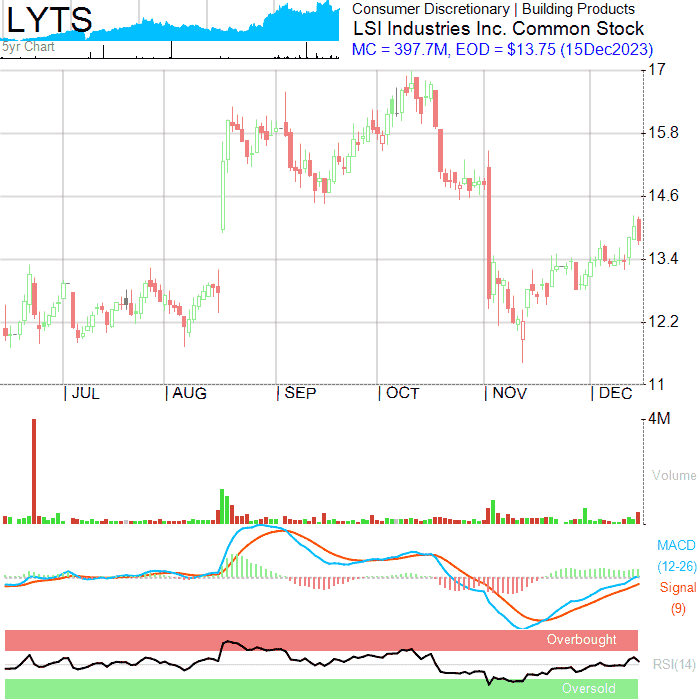 LYTS
5yr Chart
Consumer Discretionary | Building Products
LSI Industries Inc. Common Stock
MC = 397.7M, EOD = $13.75 (15Dec2023)
17
15.8
14.6
13.4
12.2
11
| JUL | AUG | SEP | OCT | NOV | DEC
4M
Volume
MACD
(12-26)
Signal
(9)
Overbought
RSI(14)
Oversold